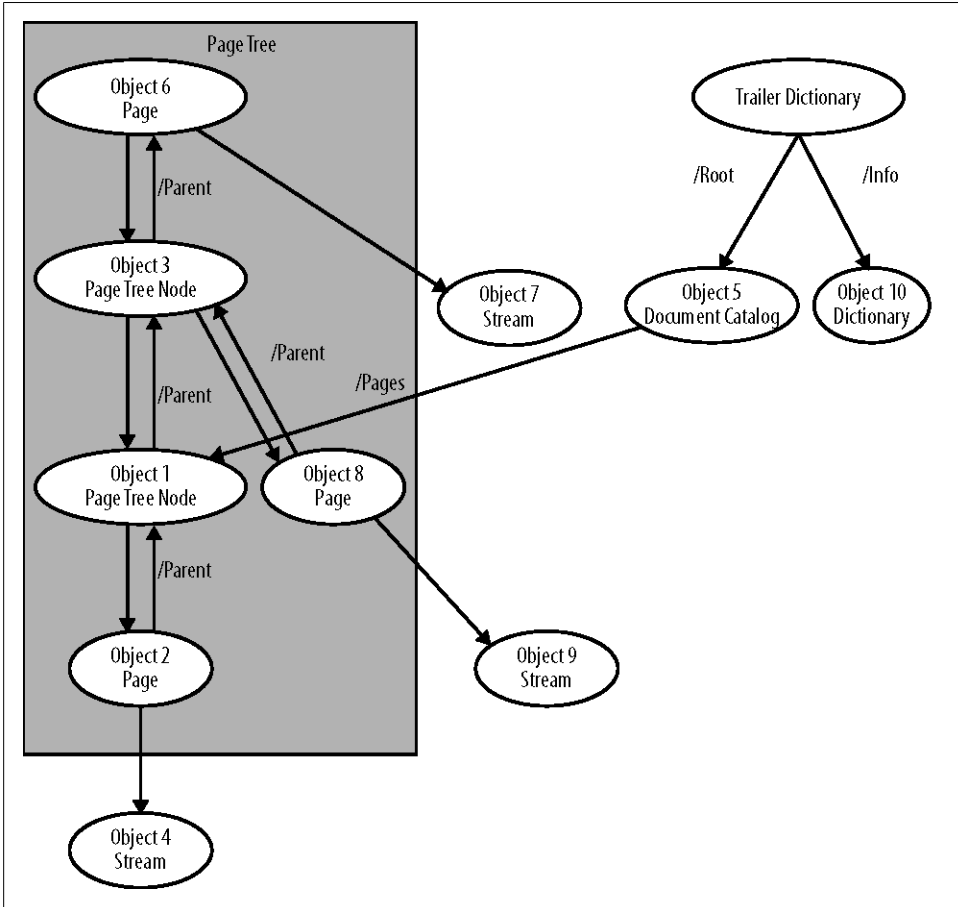 Page Tree
Object 6
Page
Trailer Dictionary
/Parent
/Root
/Info
Object 3
Page Tree Node
Object 7
Stream
Object 5
Document Catalog
Object 10
Dictionary
/Parent
/Parent
/Pages
Object 1
Page Tree Node
Object 8
Page
/Parent
Object 2
Page
Object 9
Stream
Object 4
Stream